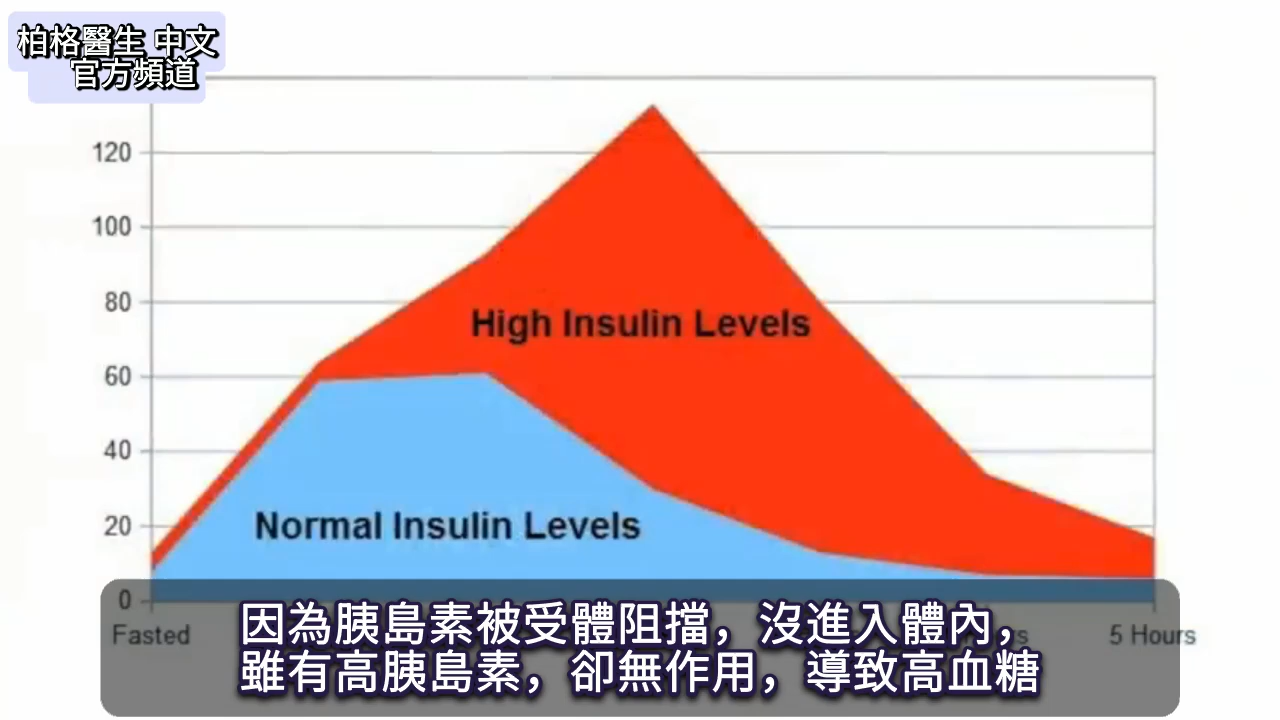 柏格醫生 中文
官方頻道
120
100
80
60
40
20
0
High Insulin Levels
Normal Insulin Levels
Fasted
5 Hours
因為胰島素被受體阻擋，沒進入體內，
雖有高胰島素，卻無作用，導致高血糖